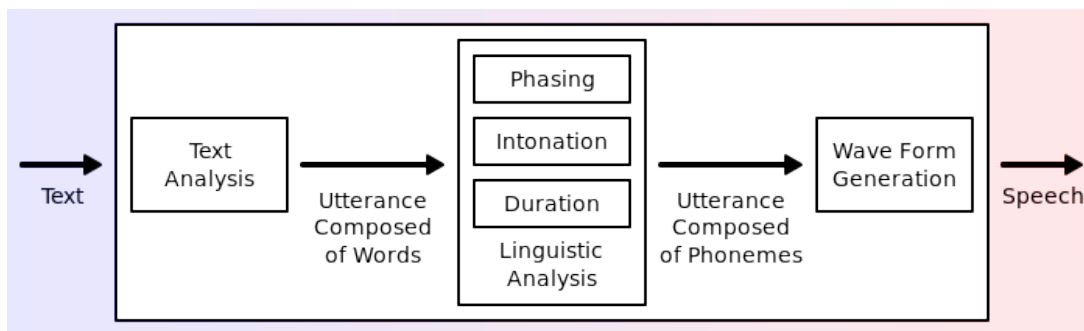 Text
Text
Analysis
Utterance
Composed
of Words
Phasing
Intonation
Duration
Linguistic
Analysis
Utterance
Composed
of Phonemes
Wave Form
Generation
Speech